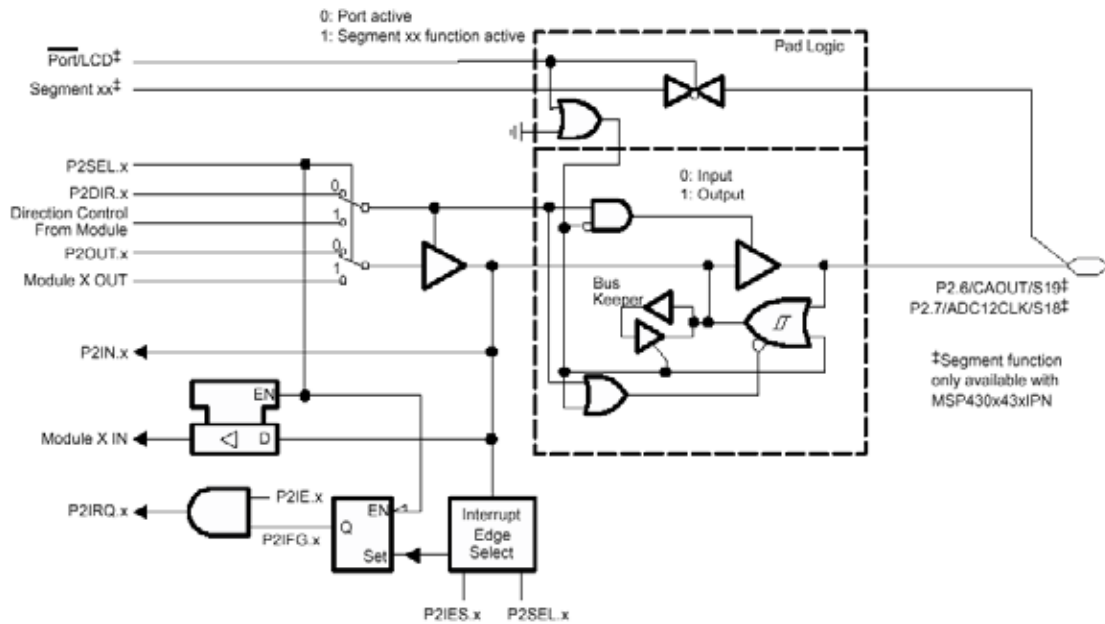 0: Port active
1: Segment xx function active
Pad Logic
Port/LCD‡
Segment xx‡
P2SEL.x
P2DIR.x
0
Direction Control
From Module
1
P2OUT.x
0
Module X OUT
1
0: Input
1: Output
Bus
Keeper
P2.6/CAOUT/S19‡
P2.7/ADC12CLK/S18‡
P2IN.x
‡Segment function
only available with
MSP430x43xIPN
EN
Module X IN
D
P2IE.x
P2IRQ.x
P2IFG.x
EN
Q
Set
Interrupt
Edge
Select
P2IES.x
P2SEL.x